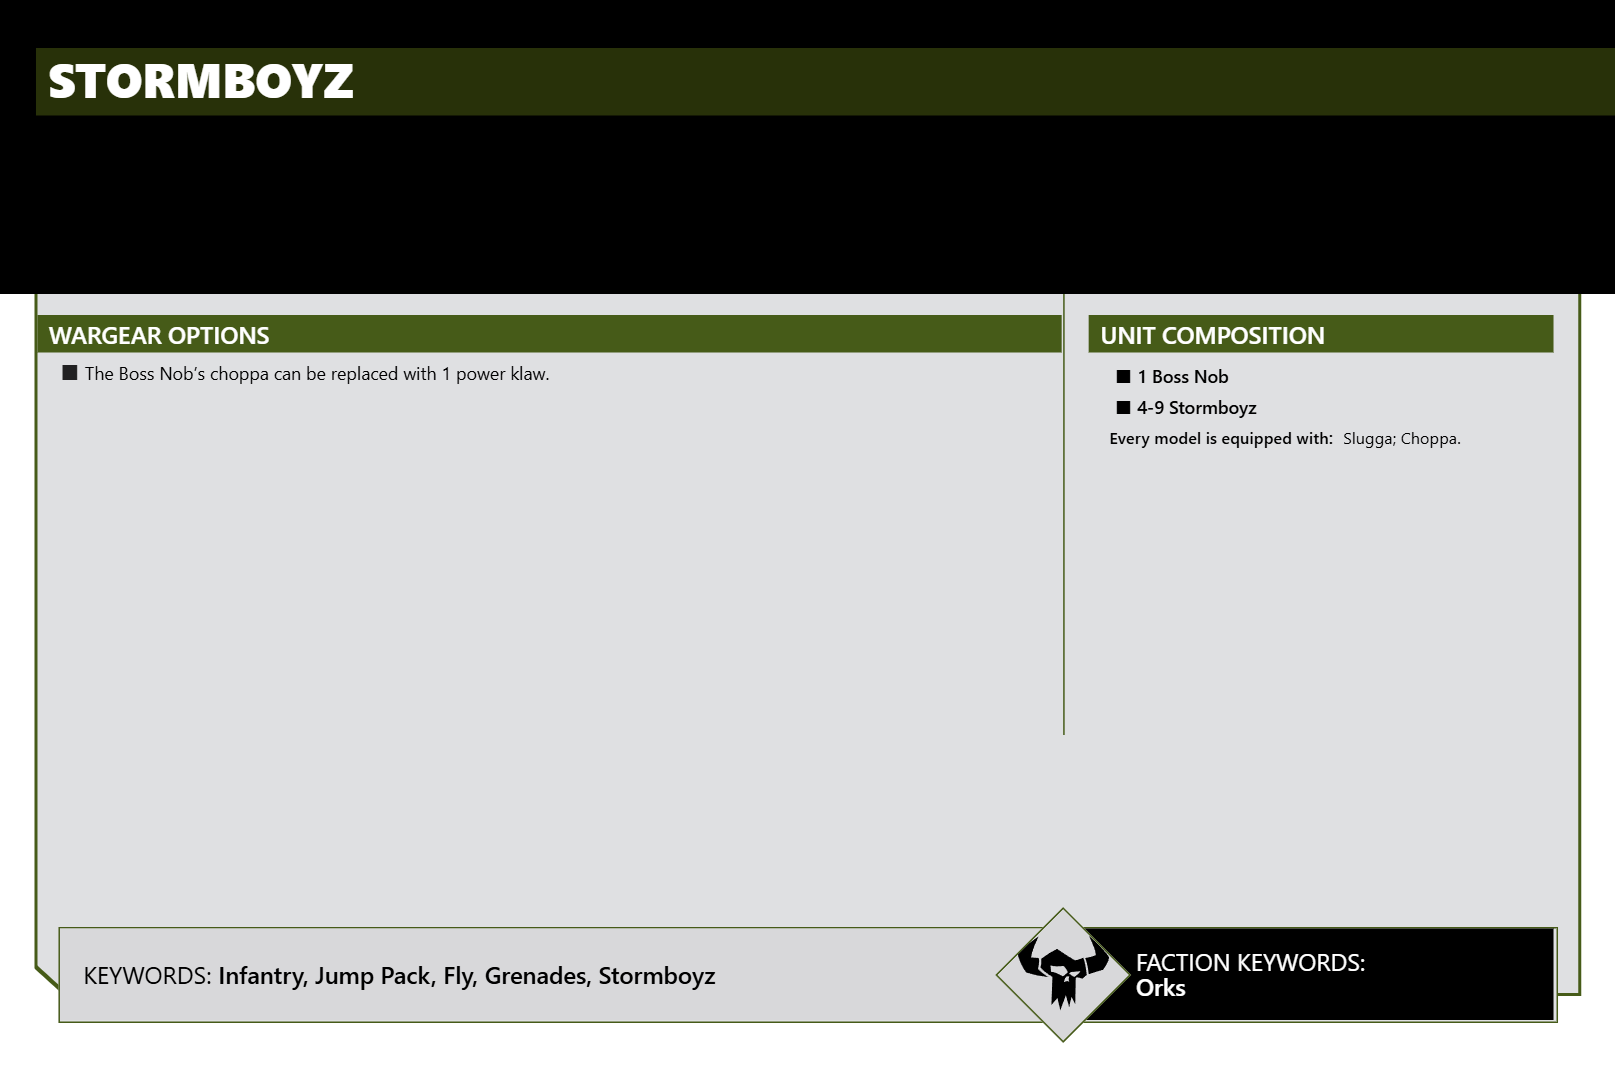 STORMBOYZ
WARGEAR OPTIONS
■ The Boss Nob’s choppa can be replaced with 1 power klaw.
UNIT COMPOSITION
■ 1 Boss Nob
■ 4-9 Stormboyz
Every model is equipped with: Slugga; Choppa.
KEYWORDS: Infantry, Jump Pack, Fly, Grenades, Stormboyz
FACTION KEYWORDS:
Orks